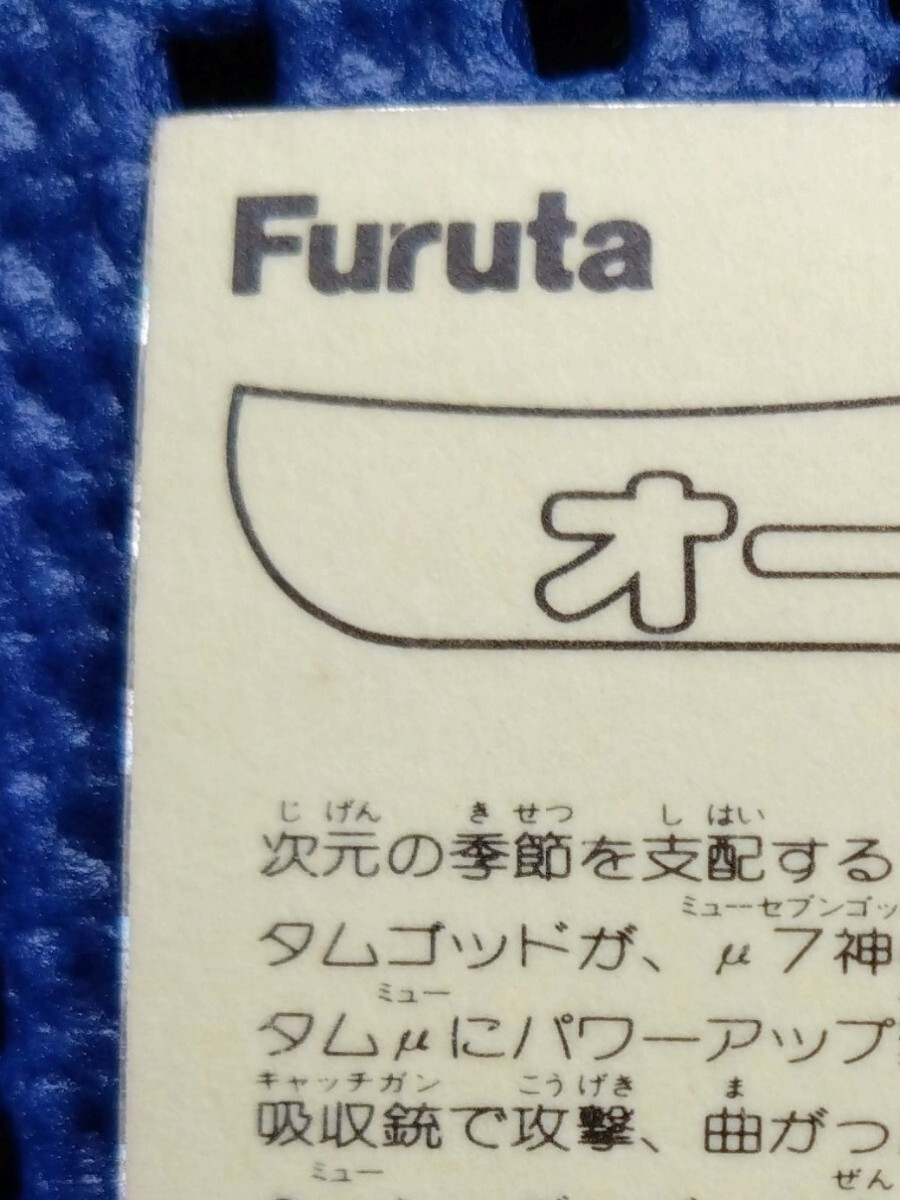 Furuta
オー
じ げん き せつ し はい
次元の季節を支配する
ミューセブンゴッ
タムゴッドが、μ7神
ミュー
タムμにパワーアップ
キャッチガン こう げき ま
吸収銃で攻撃、曲がつ
ミュー ぜん